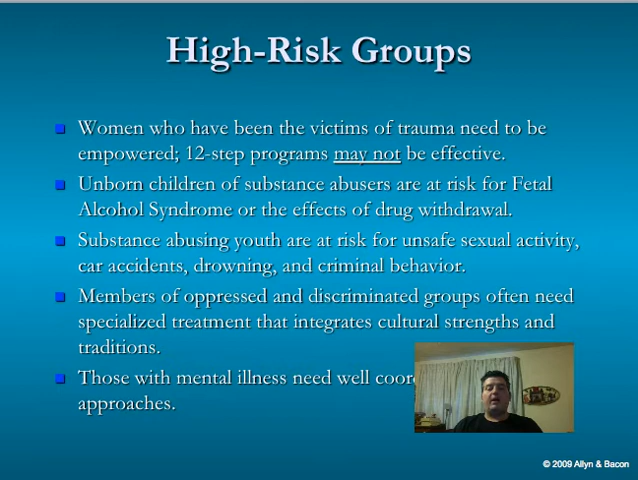 High-Risk Groups
Women who have been the victims of trauma need to be
empowered; 12-step programs may not be effective.
Unborn children of substance abusers are at risk for Fetal
Alcohol Syndrome or the effects of drug withdrawal.
Substance abusing youth are at risk for unsafe sexual activity,
car accidents, drowning, and criminal behavior.
Members of oppressed and discriminated groups often need
specialized treatment that integrates cultural strengths and
traditions.
Those with mental illness need well
approaches.
© 2009 Allyn & Bacon